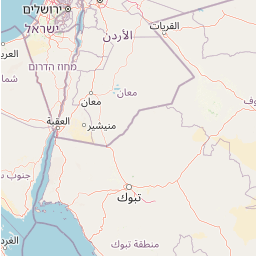 ירושלים
ישראל
الأردن
القريات
מחוז הדרום
معان
معان
منيشير
العقبة
تبوك
منطقة تبوك